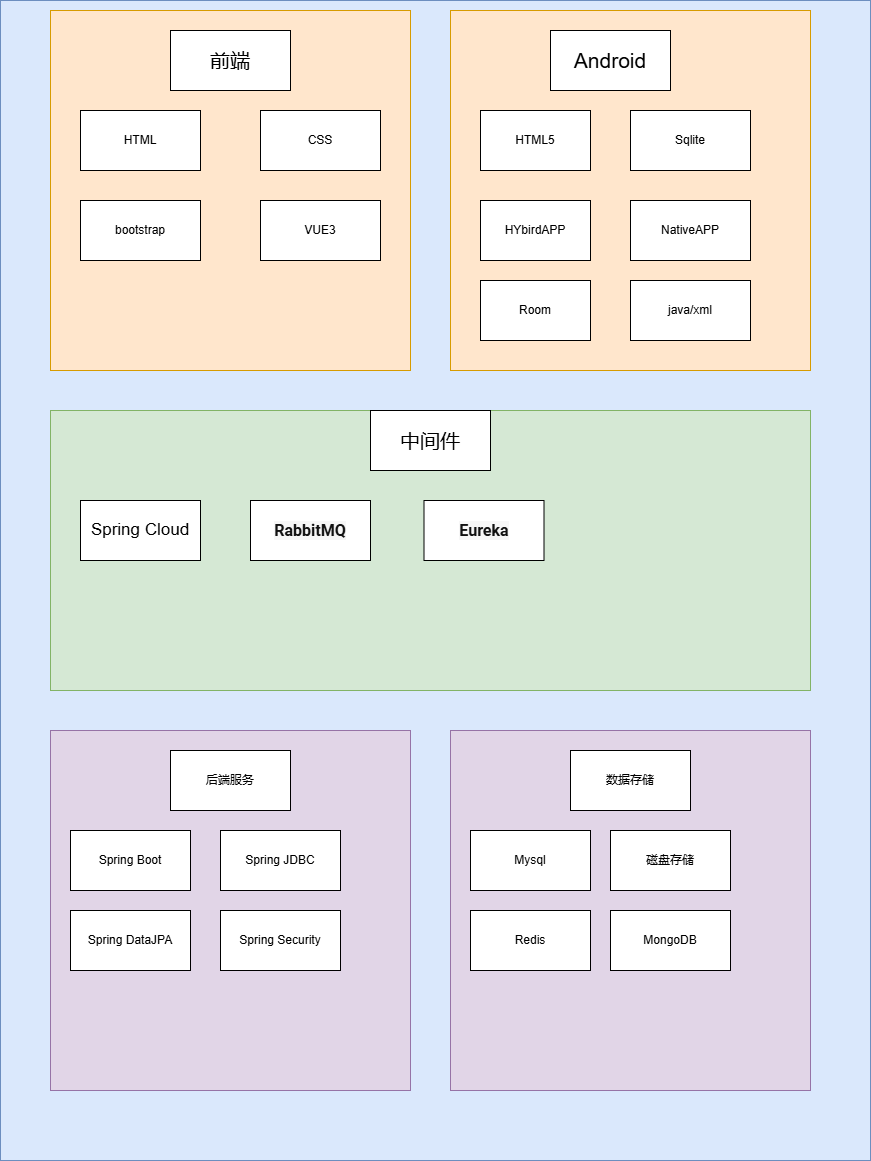 前端
HTML
CSS
bootstrap
VUE3
Android
HTML5
Sqlite
HYbirdAPP
NativeAPP
Room
java/xml
中间件
Spring Cloud
RabbitMQ
Eureka
后端服务
Spring Boot
Spring JDBC
Spring DataJPA
Spring Security
数据存储
Mysql
磁盘存储
Redis
MongoDB